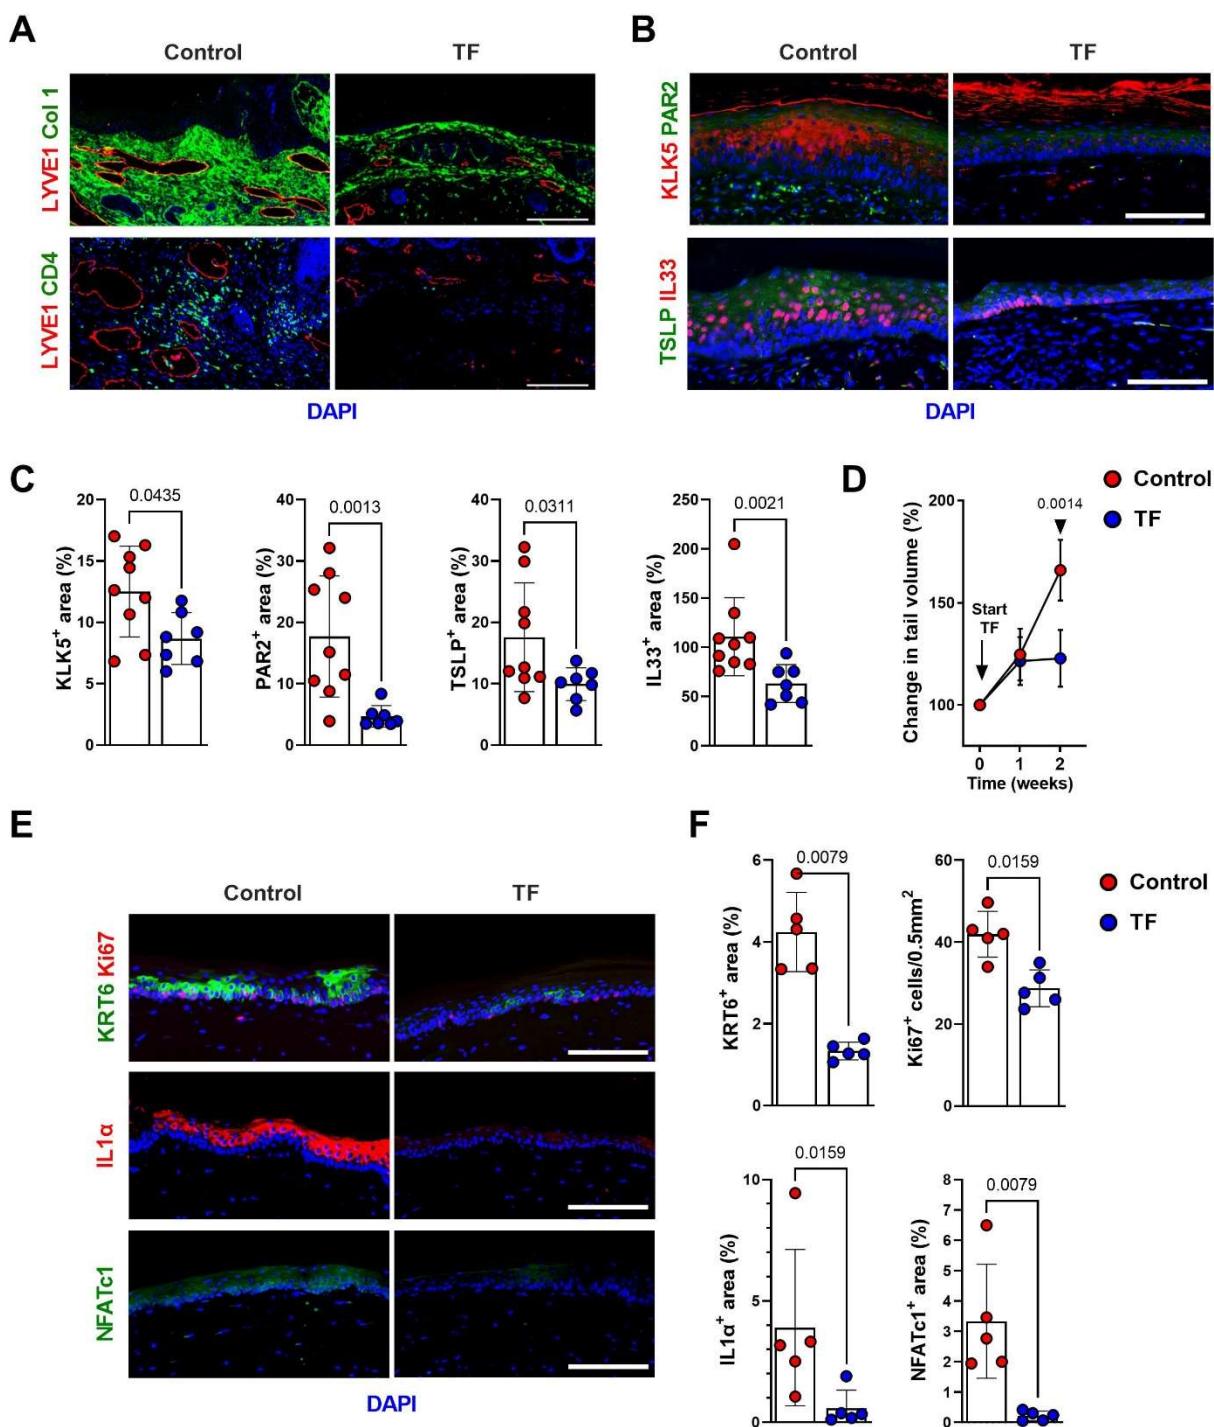 A
Control
TF
LYVE1 Col 1
LYVE1 CD4
DAPI
B
Control
TF
KLK5 PAR2
TSLP IL33
DAPI
C
KLK5+ area (%)
20
15
10
5
0
0.0435
PAR2+ area (%)
40
30
20
10
0
0.0013
TSLP+ area (%)
40
30
20
10
0
0.0311
IL33+ area (%)
250
200
150
100
50
0
0.0021
D
Change in tail volume (%)
200
150
100
0.0014
Start
TF
0 1 2
Time (weeks)
Control
TF
E
Control
TF
KRT6 Ki67
IL1α
NFATc1
DAPI
F
KRT6+ area (%)
6
4
2
0
0.0079
Ki67+ cells/0.5mm2
60
40
20
0
0.0159
Control
TF
IL1α+ area (%)
10
5
0
0.0159
NFATc1+ area (%)
8
7
6
5
4
3
2
1
0
0.0079